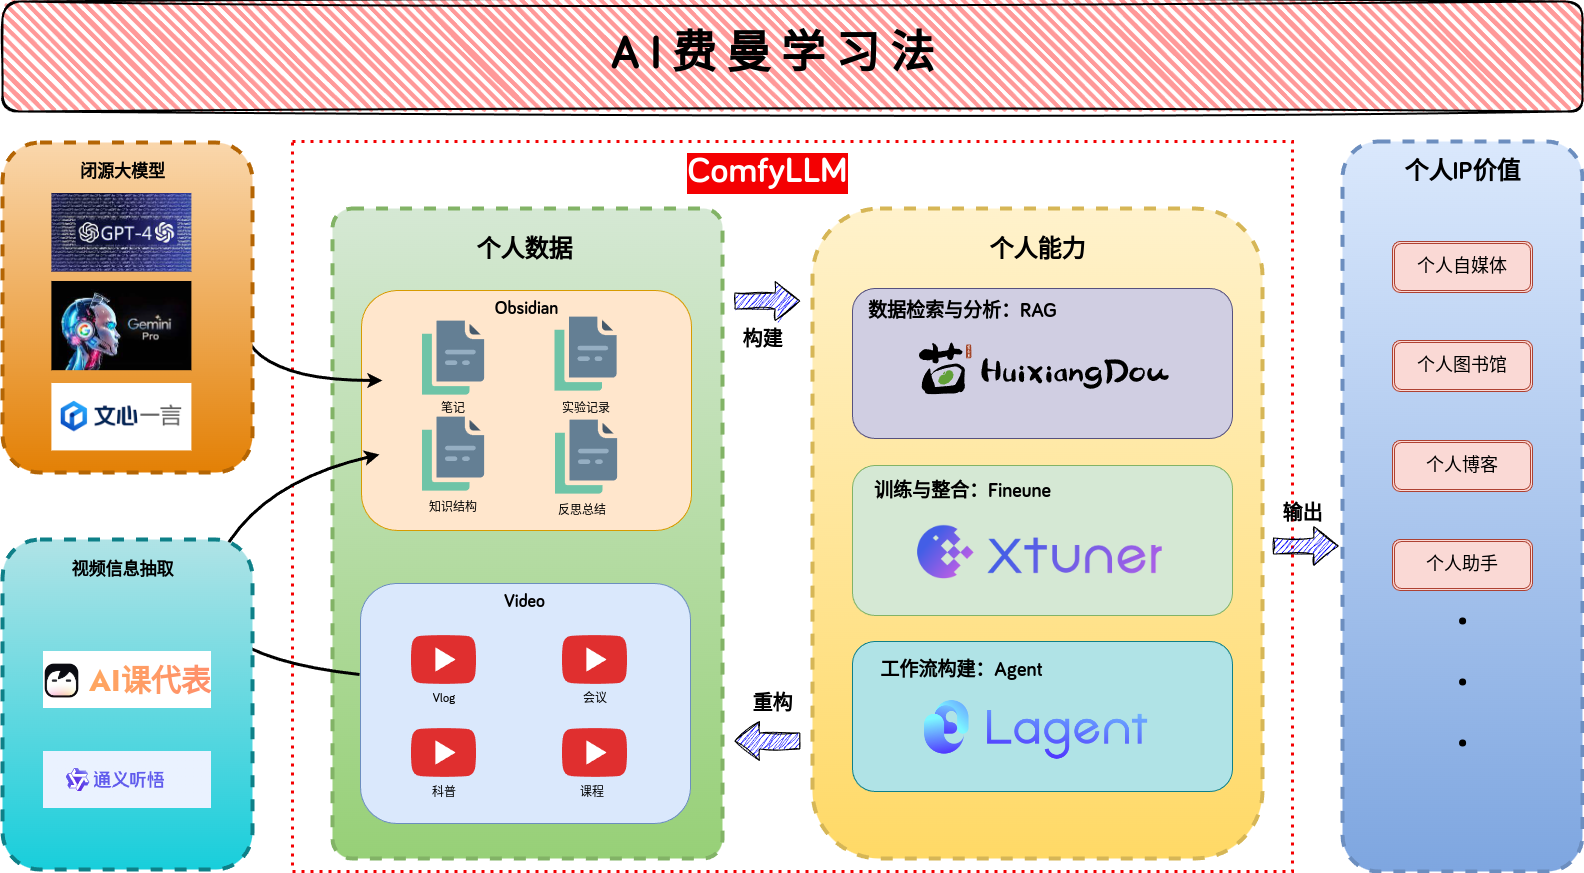 AI费曼学习法
闭源大模型
GPT-4
Gemini
Pro
文心一言
视频信息抽取
AI课代表
通义听悟
ComfyLLM
个人数据
Obsidian
笔记
实验记录
知识结构
反思总结
Video
Vlog
会议
科普
课程
构建
重构
个人能力
数据检索与分析：RAG
茴
HuixiangDou
训练与整合：Fineune
Xtuner
工作流构建：Agent
Lagent
输出
个人IP价值
个人自媒体
个人图书馆
个人博客
个人助手